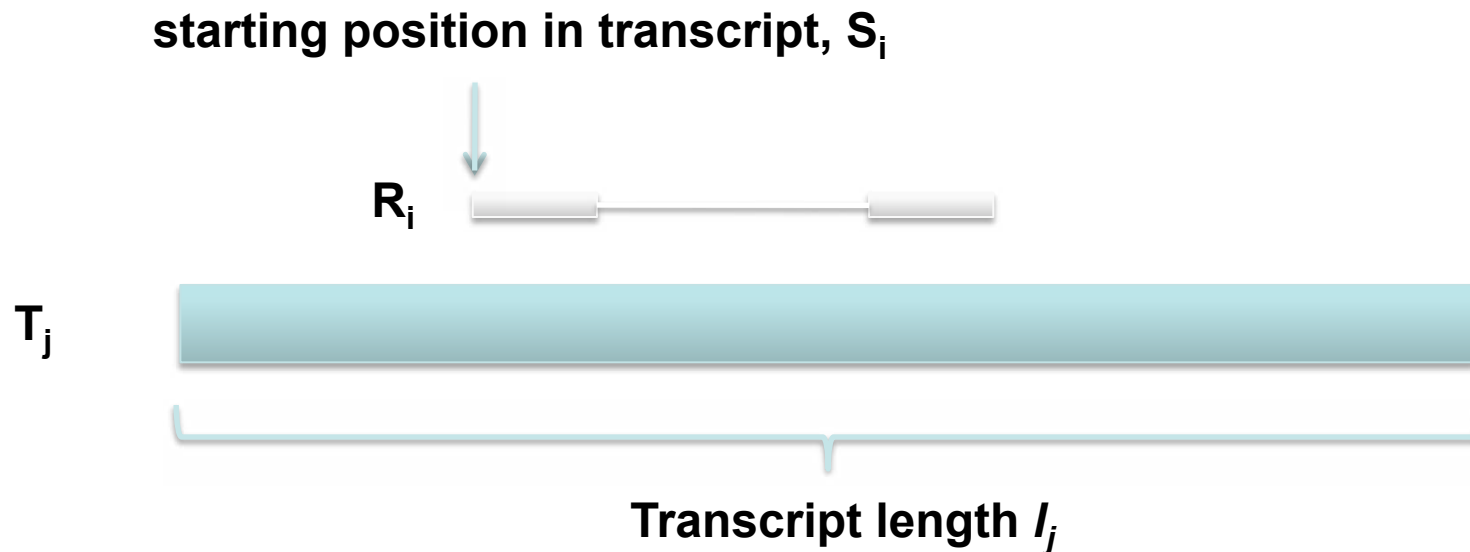 starting position in transcript, Sᵢ
Rᵢ
Tⱼ
Transcript length lⱼ